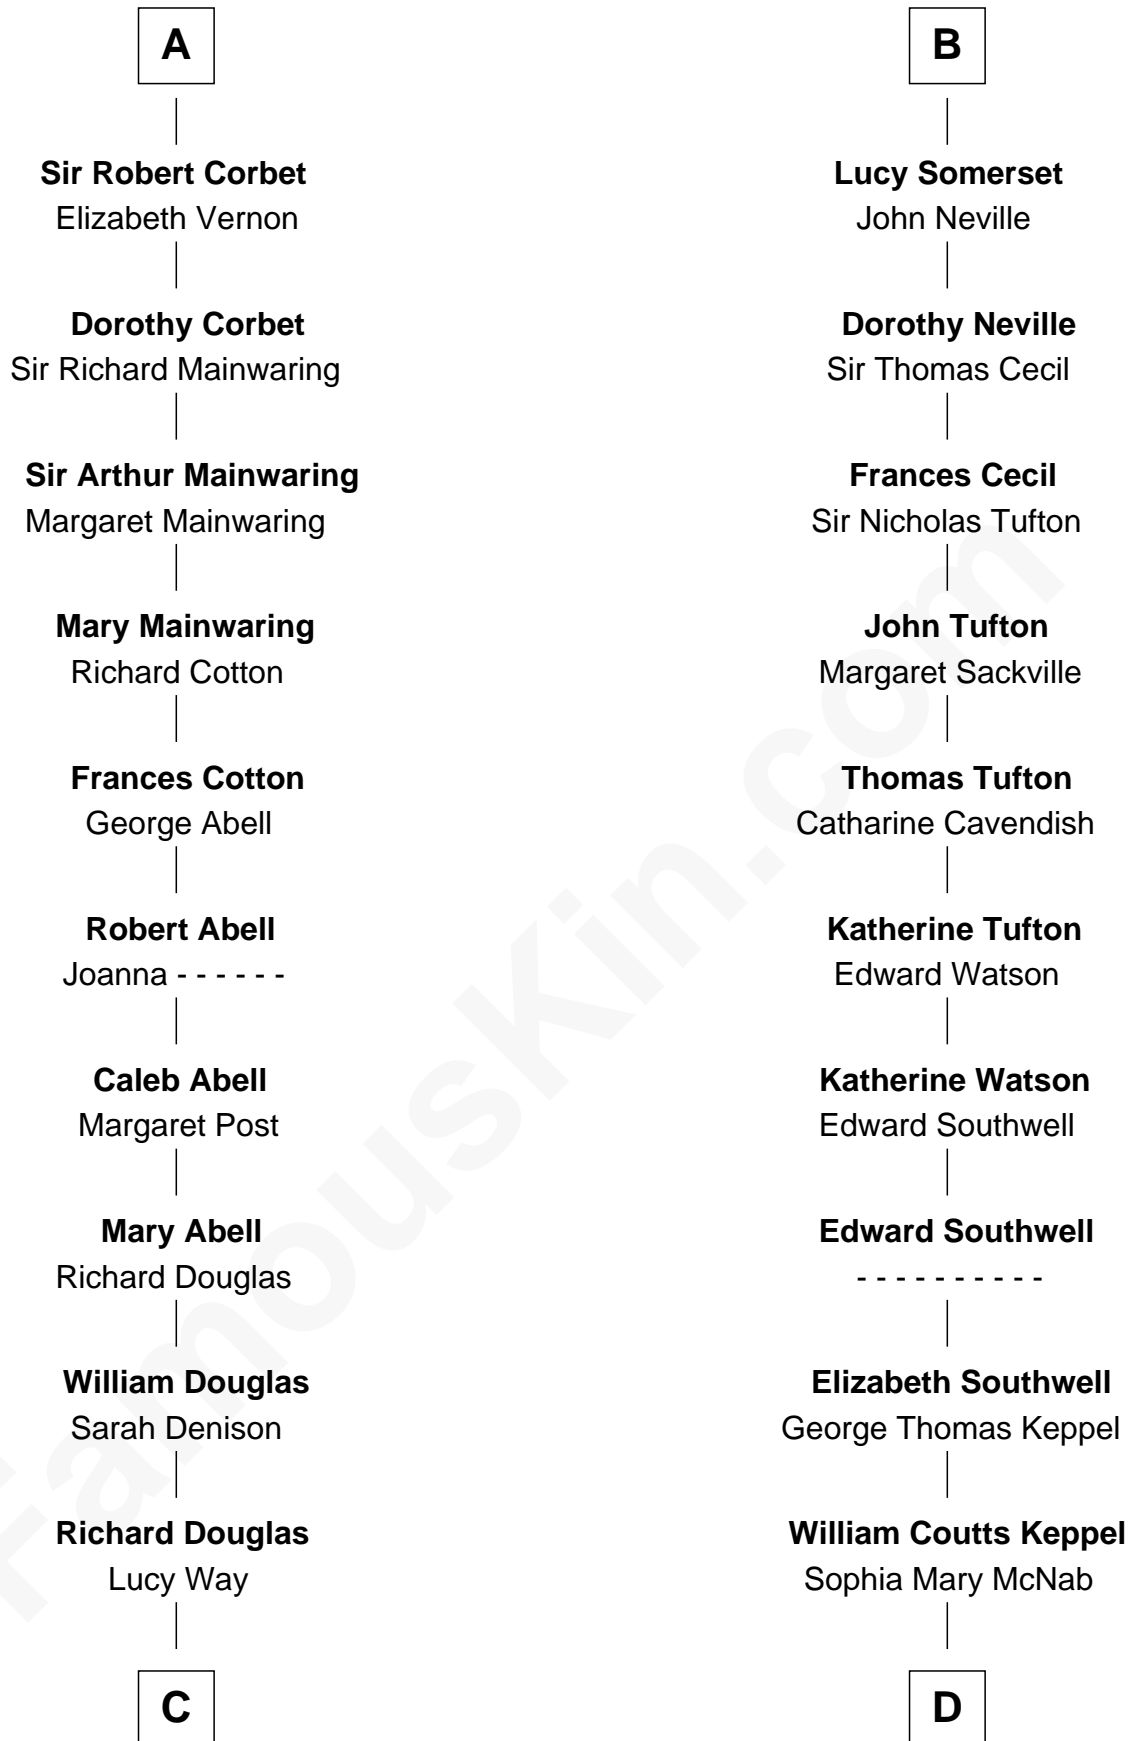 A
Sir Robert Corbet
Elizabeth Vernon
Dorothy Corbet
Sir Richard Mainwaring
Sir Arthur Mainwaring
Margaret Mainwaring
Mary Mainwaring
Richard Cotton
Frances Cotton
George Abell
Robert Abell
Joanna - - - - - -
Caleb Abell
Margaret Post
Mary Abell
Richard Douglas
William Douglas
Sarah Denison
Richard Douglas
Lucy Way
C
B
Lucy Somerset
John Neville
Dorothy Neville
Sir Thomas Cecil
Frances Cecil
Sir Nicholas Tufton
John Tufton
Margaret Sackville
Thomas Tufton
Catharine Cavendish
Katherine Tufton
Edward Watson
Katherine Watson
Edward Southwell
Edward Southwell
- - - - - - - - - -
Elizabeth Southwell
George Thomas Keppel
William Coutts Keppel
Sophia Mary McNab
D
FamousKin.com